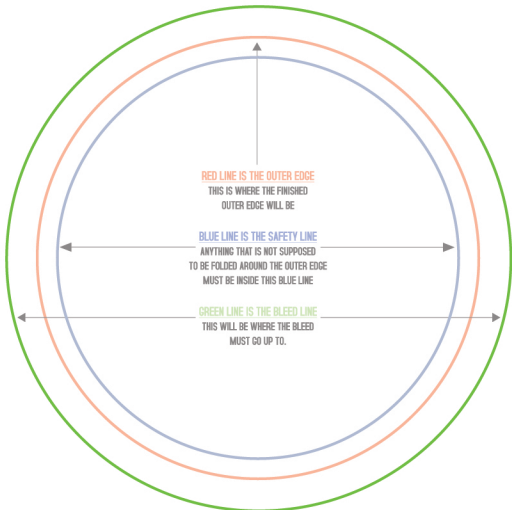 RED LINE IS THE OUTER EDGE
THIS IS WHERE THE FINISHED
OUTER EDGE WILL BE
BLUE LINE IS THE SAFETY LINE
ANYTHING THAT IS NOT SUPPOSED
TO BE FOLDED AROUND THE OUTER EDGE
MUST BE INSIDE THIS BLUE LINE
GREEN LINE IS THE BLEED LINE
THIS WILL BE WHERE THE BLEED
MUST GO UP TO.